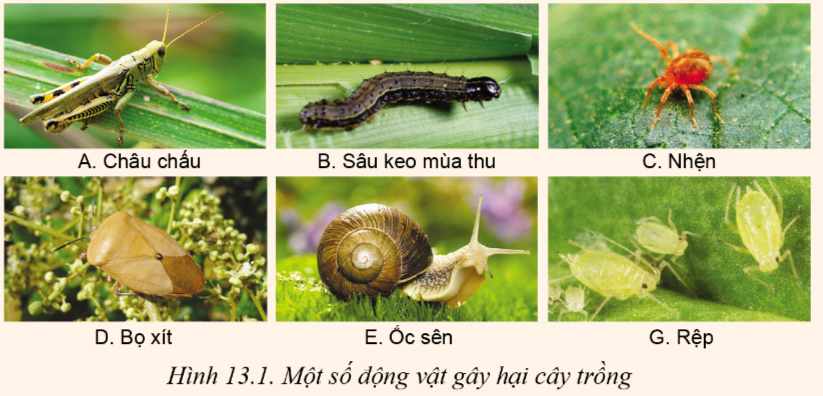 A. Châu chấu
B. Sâu keo mùa thu
C. Nhện
D. Bọ xít
E. Ốc sên
G. Rệp
Hình 13.1. Một số động vật gây hại cây trồng